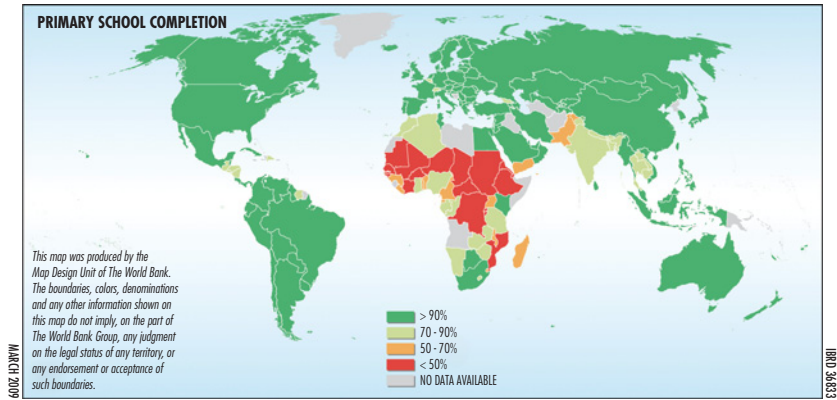 PRIMARY SCHOOL COMPLETION
This map was produced by the
Map Design Unit of The World Bank.
The boundaries, colors, denominations
and any other information shown on
this map do not imply, on the part of
The World Bank Group, any judgment
on the legal status of any territory, or
any endorsement or acceptance of
such boundaries.
> 90%
70 - 90%
50 - 70%
< 50%
NO DATA AVAILABLE
MARCH 2009
IBRD 36833